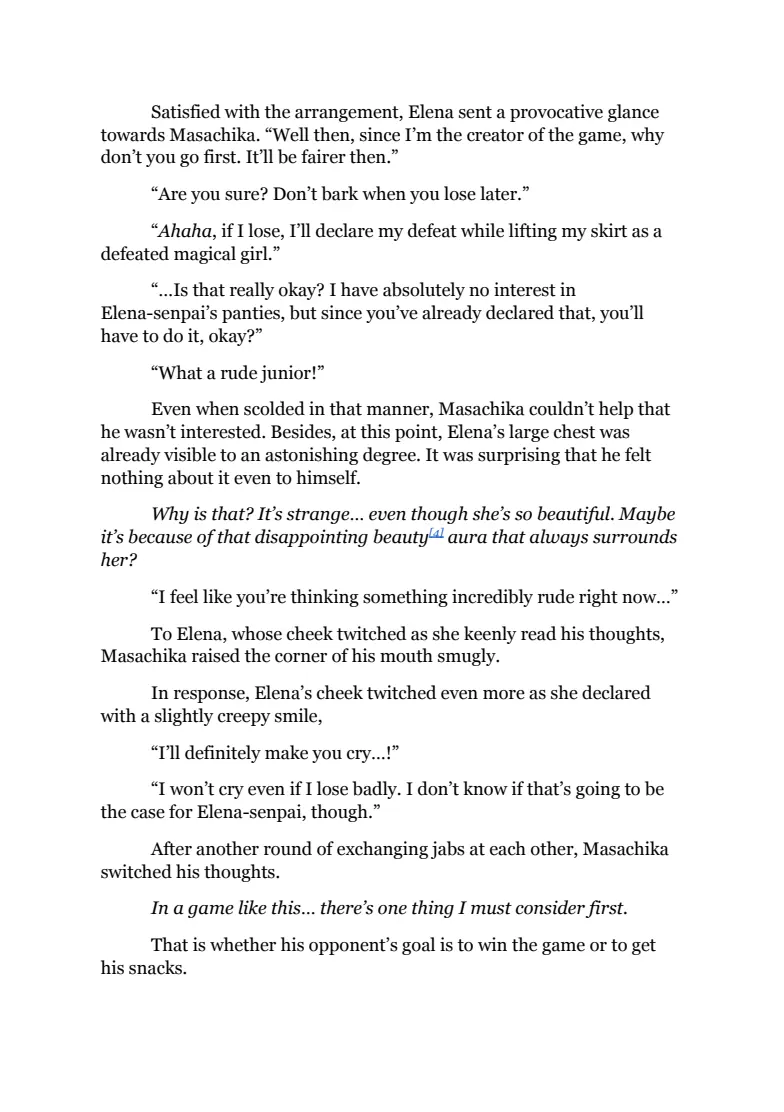 Satisfied with the arrangement, Elena sent a provocative glance
towards Masachika. “Well then, since I’m the creator of the game, why
don’t you go first. It’ll be fairer then.”
“Are you sure? Don’t bark when you lose later.”
“Ahaha, if I lose, I’ll declare my defeat while lifting my skirt as a
defeated magical girl.”
“…Is that really okay? I have absolutely no interest in
Elena-senpai’s panties, but since you’ve already declared that, you’ll
have to do it, okay?”
“What a rude junior!”
Even when scolded in that manner, Masachika couldn’t help that
he wasn’t interested. Besides, at this point, Elena’s large chest was
already visible to an astonishing degree. It was surprising that he felt
nothing about it even to himself.
Why is that? It’s strange… even though she’s so beautiful. Maybe
it’s because of that disappointing beauty[4] aura that always surrounds
her?
“I feel like you’re thinking something incredibly rude right now…”
To Elena, whose cheek twitched as she keenly read his thoughts,
Masachika raised the corner of his mouth smugly.
In response, Elena’s cheek twitched even more as she declared
with a slightly creepy smile,
“I’ll definitely make you cry…!”
“I won’t cry even if I lose badly. I don’t know if that’s going to be
the case for Elena-senpai, though.”
After another round of exchanging jabs at each other, Masachika
switched his thoughts.
In a game like this… there’s one thing I must consider first.
That is whether his opponent’s goal is to win the game or to get
his snacks.